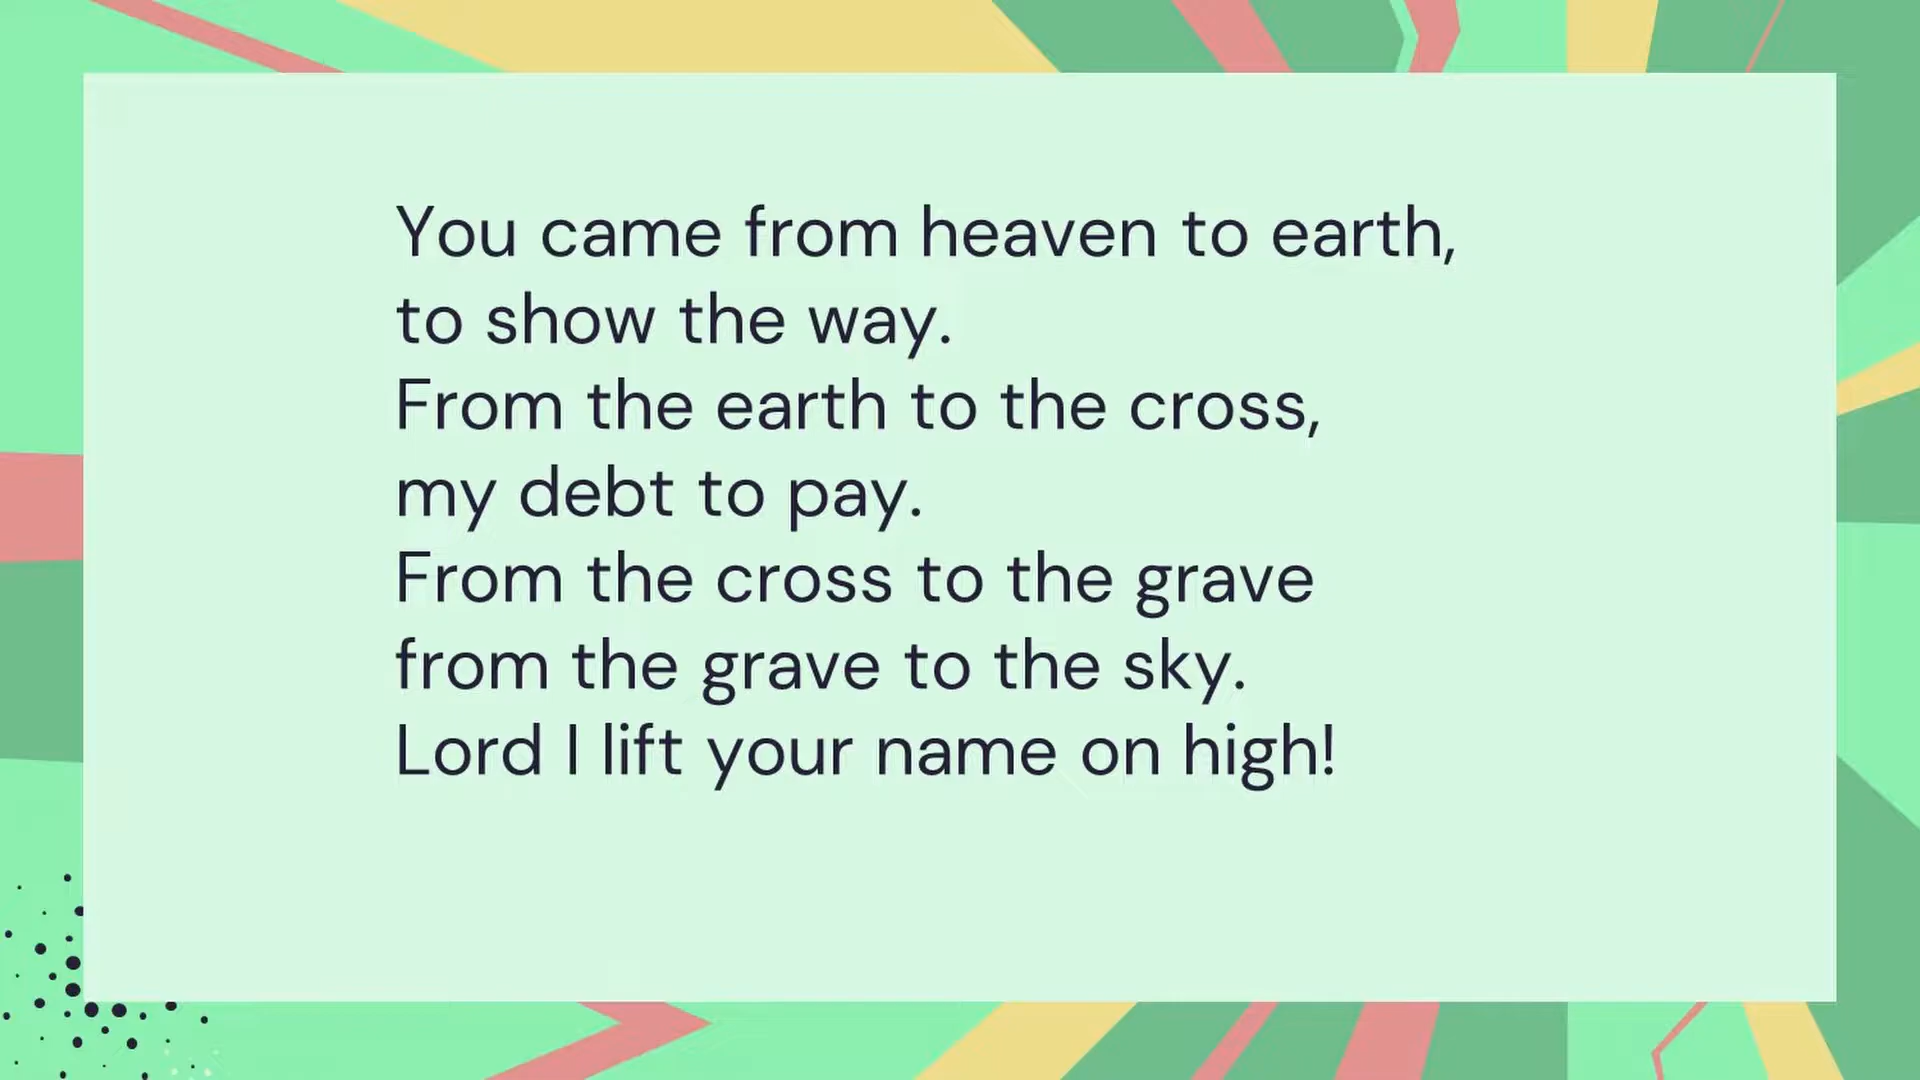 You came from heaven to earth,
to show the way.
From the earth to the cross,
my debt to pay.
From the cross to the grave
from the grave to the sky.
Lord I lift your name on high!